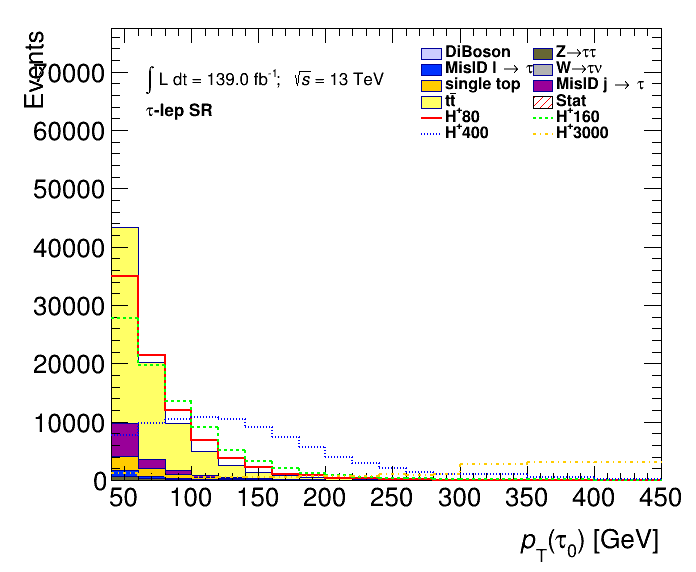 Events
70000
60000
50000
40000
30000
20000
10000
0
∫ L dt = 139.0 fb⁻¹; √s = 13 TeV
τ-lep SR
DiBoson Z→ττ
MisID l → τ W→τν
single top MisID j → τ
tt̄ Stat
H⁺80 H⁺160
H⁺400 H⁺3000
50 100 150 200 250 300 350 400 450
p_T(τ₀) [GeV]